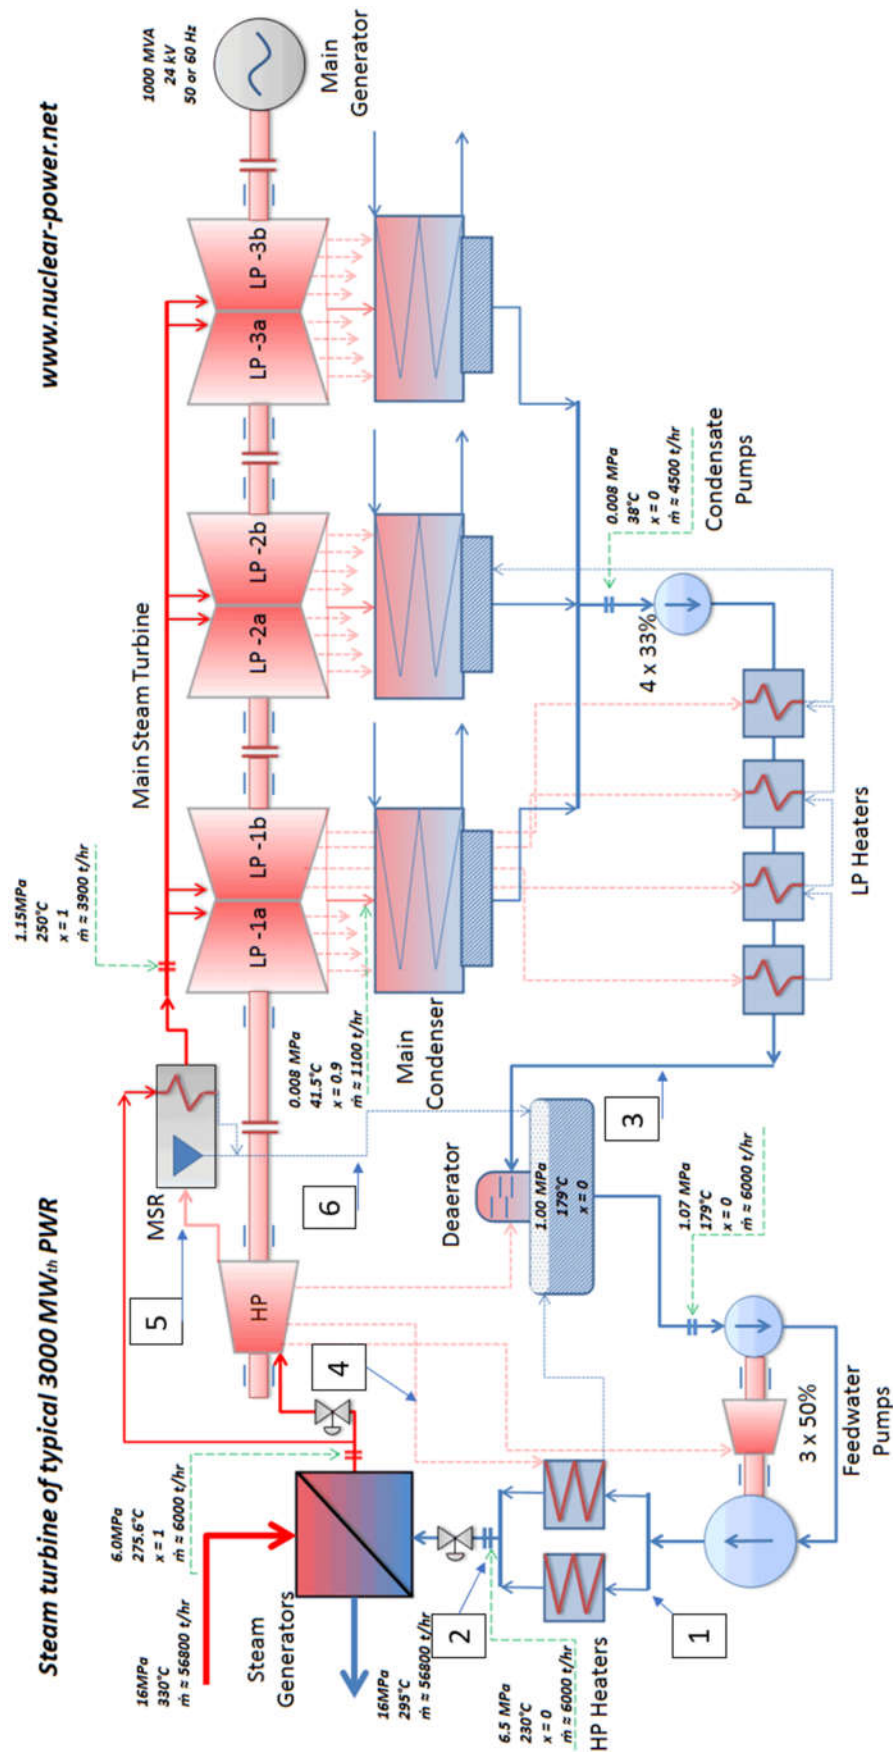 Steam turbine of typical 3000 MWth PWR
www.nuclear-power.net
16MPa
330°C
ṁ ≈ 56800 t/hr
6.0MPa
275.6°C
x = 1
ṁ ≈ 6000 t/hr
Steam
Generators
16MPa
295°C
ṁ ≈ 56800 t/hr
2
6.5 MPa
230°C
x = 0
ṁ ≈ 6000 t/hr
HP Heaters
1
4
5
HP
MSR
6
1.15MPa
250°C
x = 1
ṁ ≈ 3900 t/hr
Main Steam Turbine
LP -1a
LP -1b
LP -2a
LP -2b
LP -3a
LP -3b
1000 MVA
24 kV
50 or 60 Hz
Main
Generator
0.008 MPa
41.5°C
x = 0.9
ṁ ≈ 1100 t/hr
Main
Condenser
Deaerator
1.00 MPa
179°C
x = 0
3
1.07 MPa
179°C
x = 0
ṁ ≈ 6000 t/hr
3 x 50%
Feedwater
Pumps
0.008 MPa
38°C
x = 0
ṁ ≈ 4500 t/hr
4 x 33%
Condensate
Pumps
LP Heaters